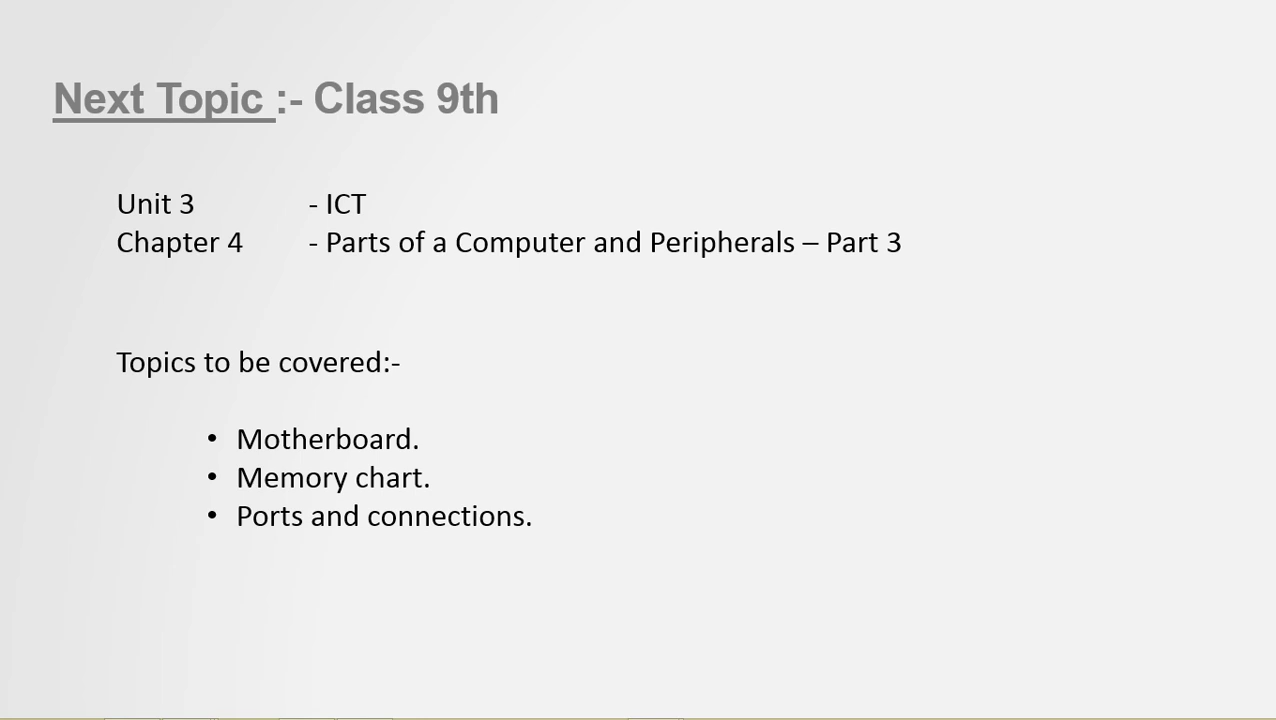 Next Topic :- Class 9th
Unit 3 - ICT
Chapter 4 - Parts of a Computer and Peripherals – Part 3
Topics to be covered:-
• Motherboard.
• Memory chart.
• Ports and connections.